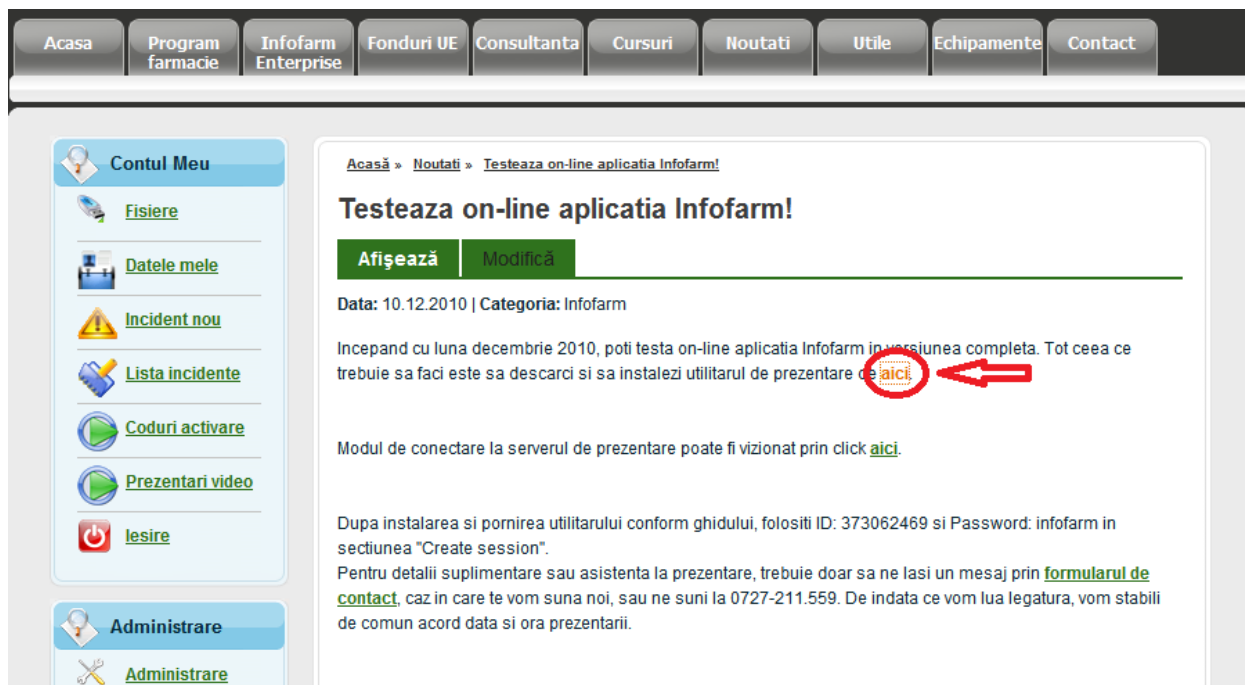 Acasa
Program
farmacie
Infofarm
Enterprise
Fonduri UE
Consultanta
Cursuri
Noutati
Utile
Echipamente
Contact
Contul Meu
Fisiere
Datele mele
Incident nou
Lista incidente
Coduri activare
Prezentari video
Iesire
Administrare
Administrare
Acasă » Noutati » Testeaza on-line aplicatia Infofarm!
Testeaza on-line aplicatia Infofarm!
Afişează Modifică
Data: 10.12.2010 | Categoria: Infofarm
Incepand cu luna decembrie 2010, poti testa on-line aplicatia Infofarm in versiunea completa. Tot ceea ce
trebuie sa faci este sa descarci si sa instalezi utilitarul de prezentare de aici.
Modul de conectare la serverul de prezentare poate fi vizionat prin click aici.
Dupa instalarea si pornirea utilitarului conform ghidului, folositi ID: 373062469 si Password: infofarm in
sectiunea "Create session".
Pentru detalii suplimentare sau asistenta la prezentare, trebuie doar sa ne lasi un mesaj prin formularul de
contact, caz in care te vom suna noi, sau ne suni la 0727-211.559. De indata ce vom lua legatura, vom stabili
de comun acord data si ora prezentarii.